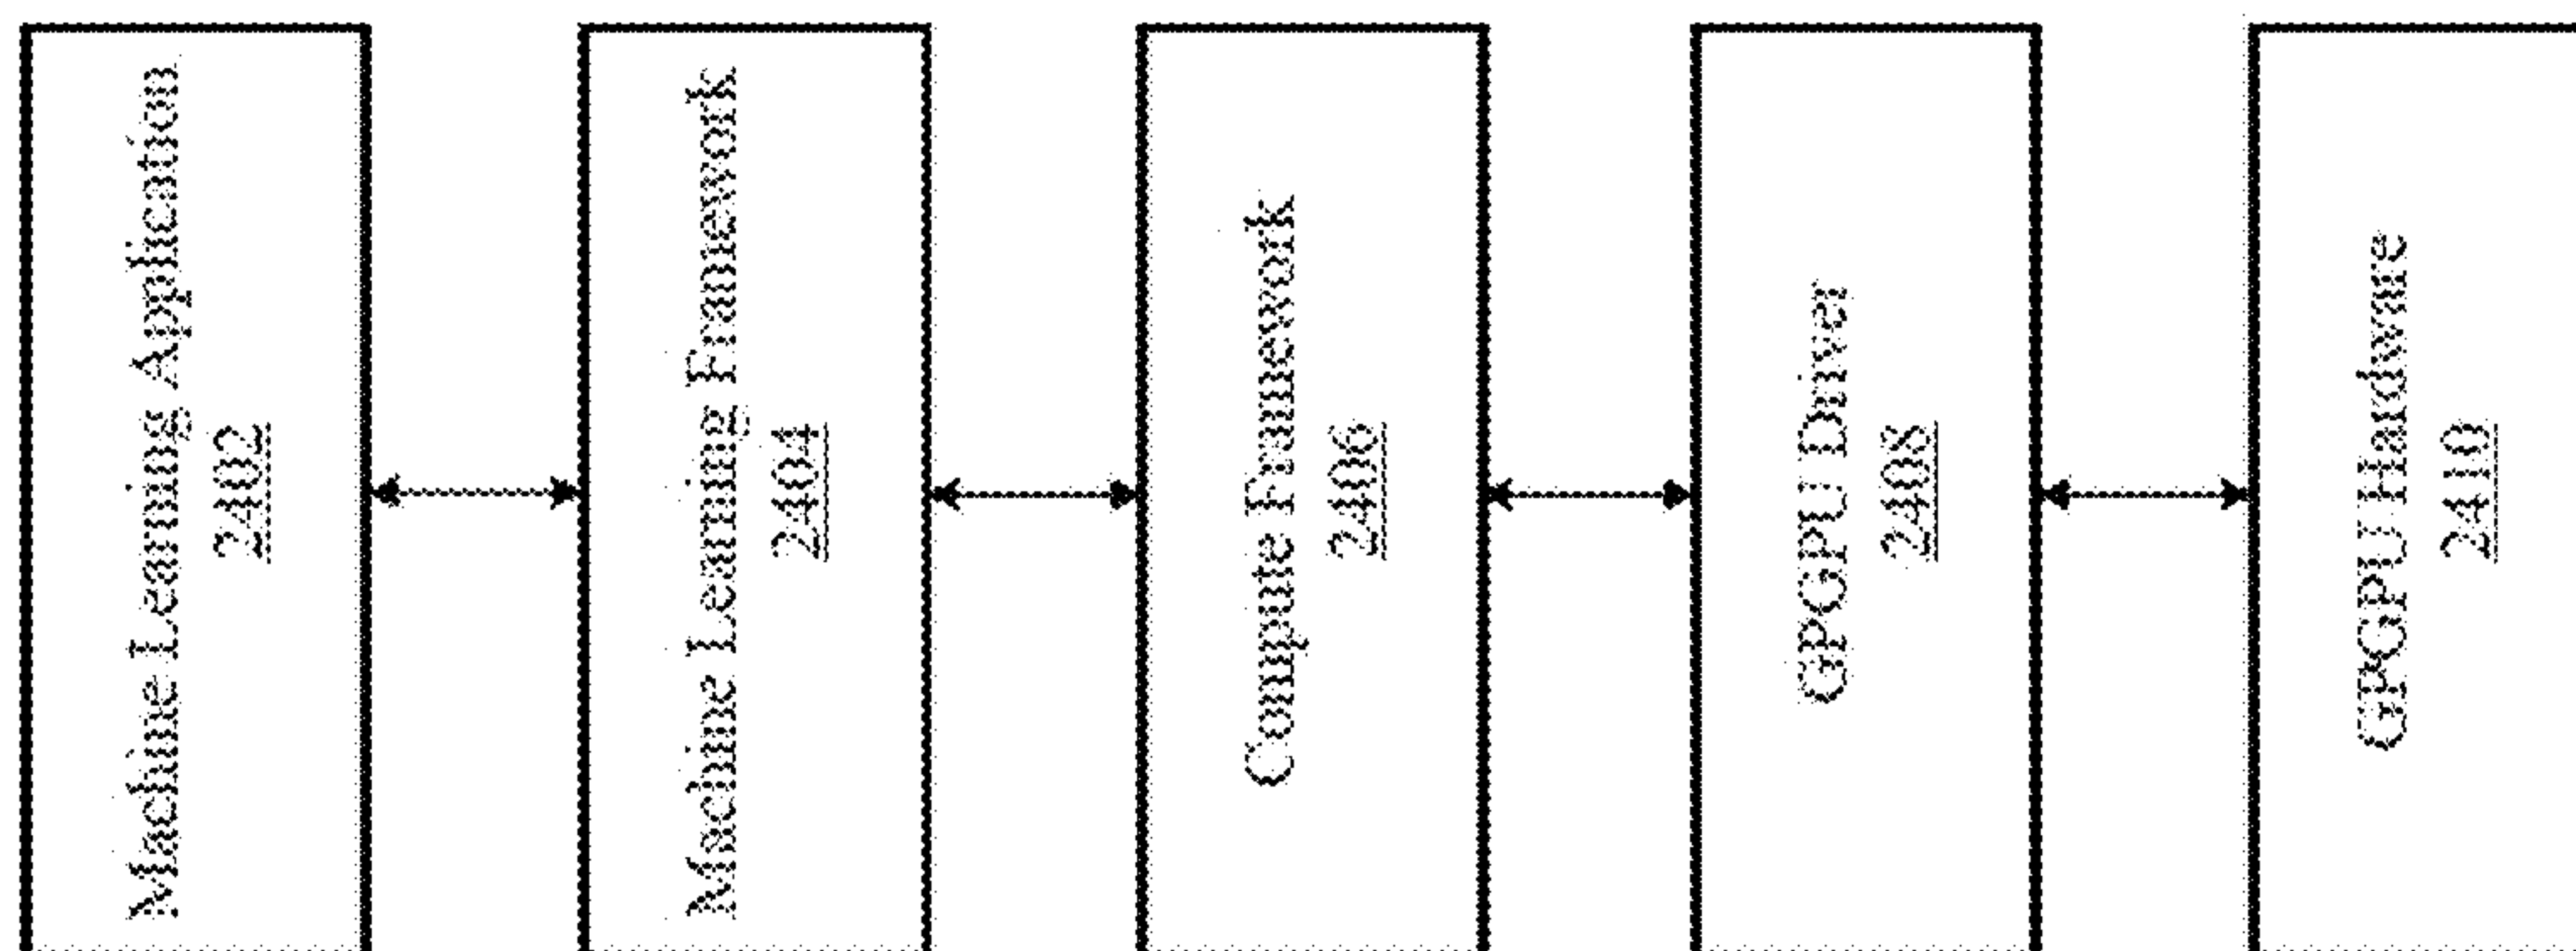 Machine Learning Application
2402
Machine Learning Framework
2404
Compute Framework
2406
GPGPU Driver
2408
GPGPU Hardware
2410